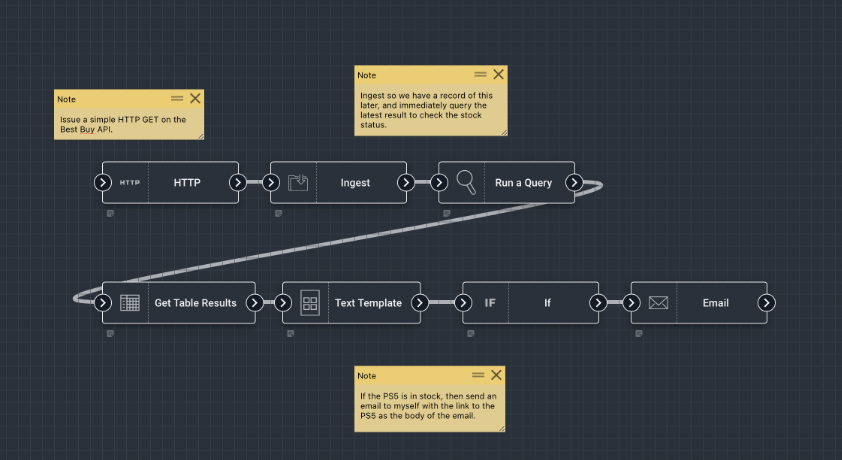 Note
Issue a simple HTTP GET on the
Best Buy API.
Note
Ingest so we have a record of this
later, and immediately query the
latest result to check the stock
status.
HTTP HTTP
Ingest
Run a Query
Get Table Results
Text Template
IF If
Email
Note
If the PS5 is in stock, then send an
email to myself with the link to the
PS5 as the body of the email.